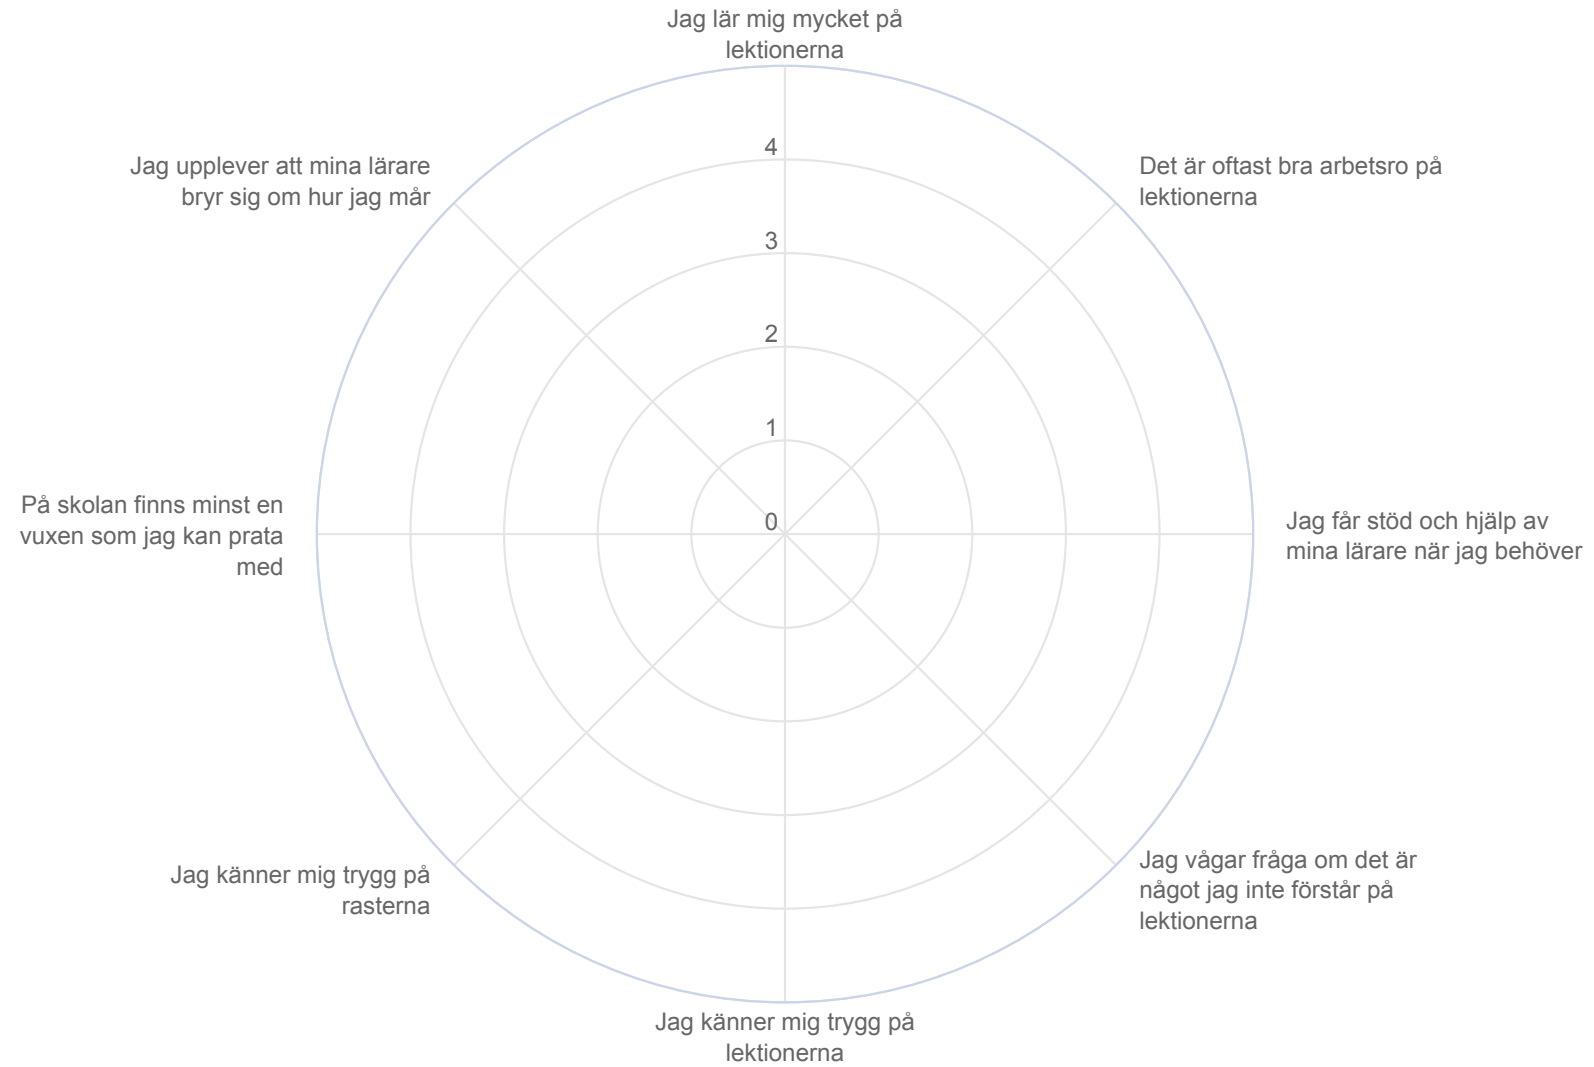 Jag lär mig mycket på
lektionerna
Det är oftast bra arbetsro på
lektionerna
Jag får stöd och hjälp av
mina lärare när jag behöver
Jag vågar fråga om det är
något jag inte förstår på
lektionerna
Jag känner mig trygg på
lektionerna
Jag känner mig trygg på
rasterna
På skolan finns minst en
vuxen som jag kan prata
med
Jag upplever att mina lärare
bryr sig om hur jag mår
4
3
2
1
0